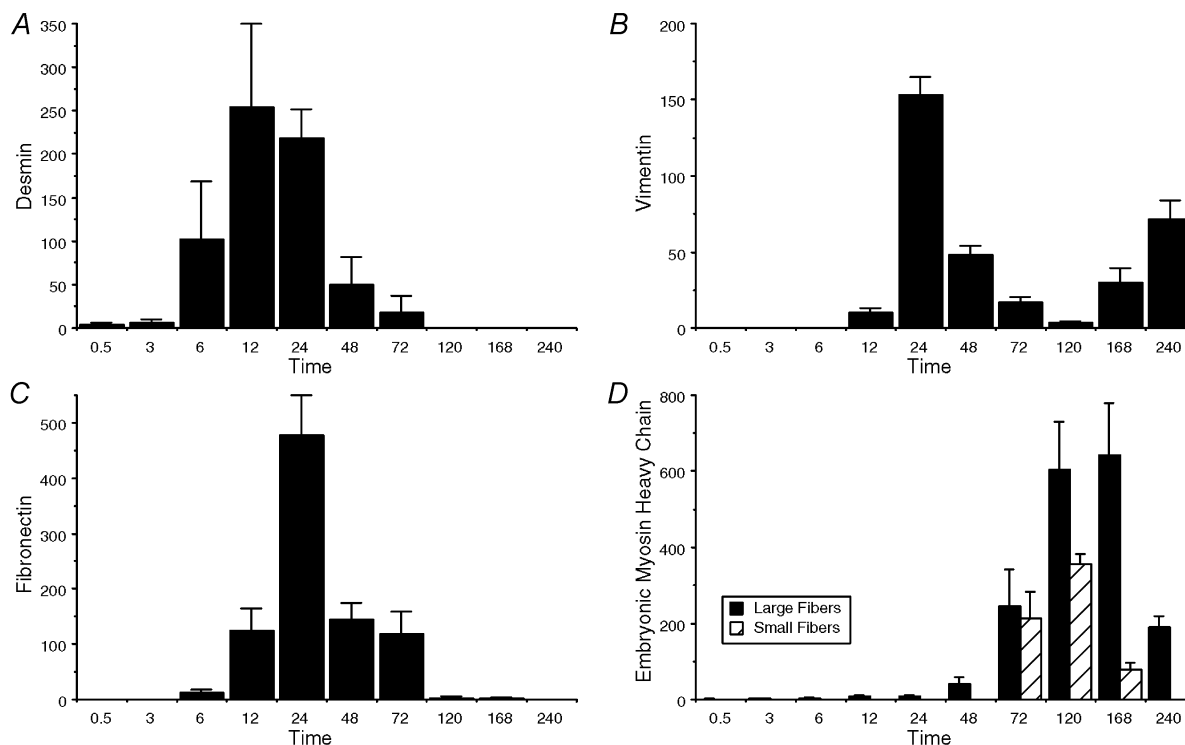 A
350
300
250
200
150
100
50
0
Desmin
0.5 3 6 12 24 48 72 120 168 240
Time
B
200
150
100
50
0
Vimentin
0.5 3 6 12 24 48 72 120 168 240
Time
C
500
400
300
200
100
0
Fibronectin
0.5 3 6 12 24 48 72 120 168 240
Time
D
800
600
400
200
0
Embryonic Myosin Heavy Chain
Large Fibers
Small Fibers
0.5 3 6 12 24 48 72 120 168 240
Time